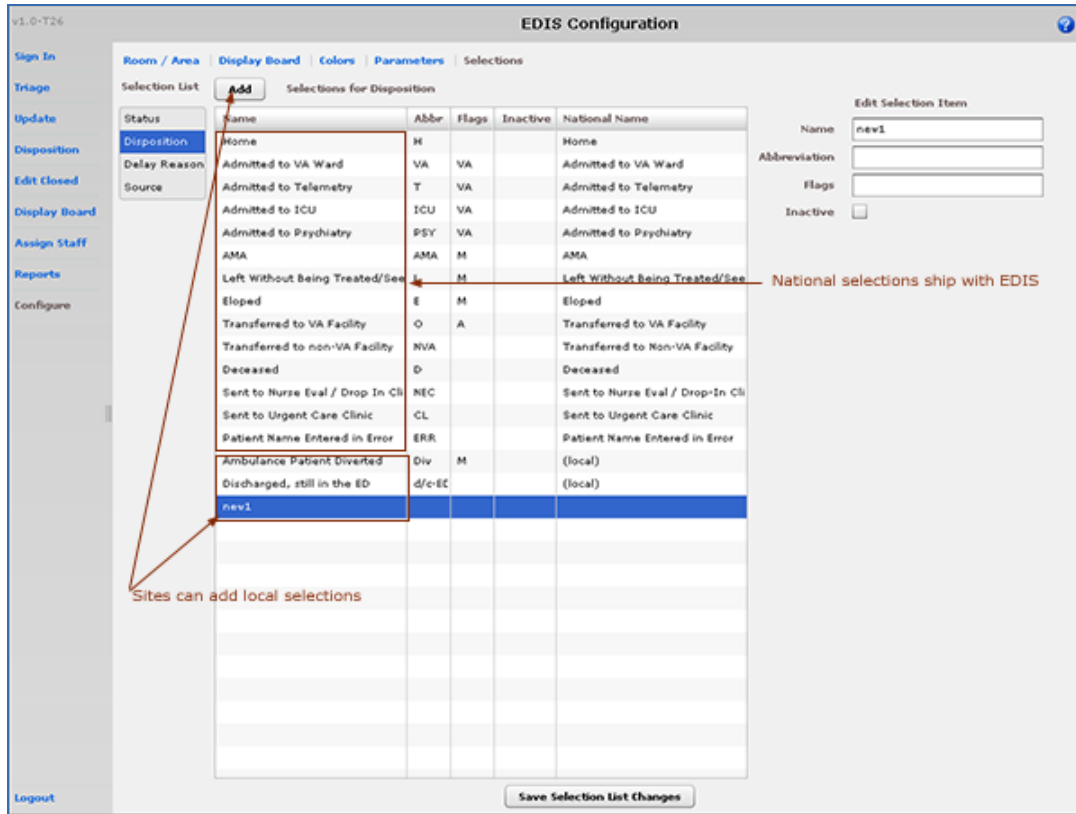 v1.0-T26
EDIS Configuration
?
Sign In
Triage
Update
Disposition
Edit Closed
Display Board
Assign Staff
Reports
Configure
Logout
Room / Area | Display Board | Colors | Parameters | Selections
Selection List
Add
Selections for Disposition
Status
Disposition
Delay Reason
Source
Name Abbr Flags Inactive National Name
Home H Home
Admitted to VA Ward VA VA Admitted to VA Ward
Admitted to Telemetry T VA Admitted to Telemetry
Admitted to ICU ICU VA Admitted to ICU
Admitted to Psychiatry PSY VA Admitted to Psychiatry
AMA AMA M AMA
Left Without Being Treated/See L M Left Without Being Treated/See
Eloped E M Eloped
Transferred to VA Facility O A Transferred to VA Facility
Transferred to non-VA Facility NVA Transferred to Non-VA Facility
Deceased D Deceased
Sent to Nurse Eval / Drop In Cli NEC Sent to Nurse Eval / Drop-In Cli
Sent to Urgent Care Clinic CL Sent to Urgent Care Clinic
Patient Name Entered in Error ERR Patient Name Entered in Error
Ambulance Patient Diverted Div M (local)
Discharged, still in the ED d/c-ED (local)
new1
Edit Selection Item
Name new1
Abbreviation
Flags
Inactive
National selections ship with EDIS
Sites can add local selections
Save Selection List Changes